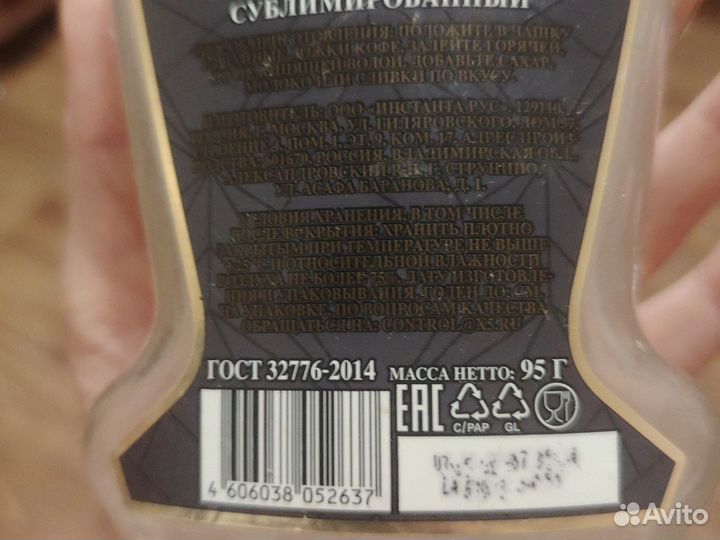 СУБЛИМИРОВАННЫЙ
ПРИГОТОВЛЕНИЯ: ПОЛОЖИТЕ В ЧАШКУ
ЛОЖКИ КОФЕ, ЗАЛЕЙТЕ ГОРЯЧЕЙ,
ВОДОЙ, ДОБАВЬТЕ САХАР,
МОЛОКО ИЛИ СЛИВКИ ПО ВКУСУ.
ИЗГОТОВИТЕЛЬ: ООО «ИНСТАНТА РУС», 129110,
РОССИЯ, Г. МОСКВА, УЛ. ГИЛЯРОВСКОГО, ДОМ 57,
СТРОЕНИЕ ДОМ 1, ЭТ. 9, КОМ. 17. АДРЕС ПРОИЗ-
ВОДСТВА: 601670, РОССИЯ, ВЛАДИМИРСКАЯ ОБЛ.,
АЛЕКСАНДРОВСКИЙ Р-Н, Г. СТРУНИНО,
УЛ. АСАФА БАРАНОВА, Д. 1.
УСЛОВИЯ ХРАНЕНИЯ, В ТОМ ЧИСЛЕ
ПОСЛЕ ВСКРЫТИЯ: ХРАНИТЬ ПЛОТНО
ЗАКРЫТЫМ ПРИ ТЕМПЕРАТУРЕ НЕ ВЫШЕ
ОТНОСИТЕЛЬНОЙ ВЛАЖНОСТИ
ВОЗДУХА НЕ БОЛЕЕ 75%. ДАТУ ИЗГОТОВЛЕ-
НИЯ И УПАКОВЫВАНИЯ, ГОДЕН ДО: СМ.
НА УПАКОВКЕ. ПО ВОПРОСАМ КАЧЕСТВА
ОБРАЩАТЬСЯ НА: CONTROL@X5.RU
ГОСТ 32776-2014 МАССА НЕТТО: 95 Г
EAC
C/PAP GL
4 606038 052637
Avito